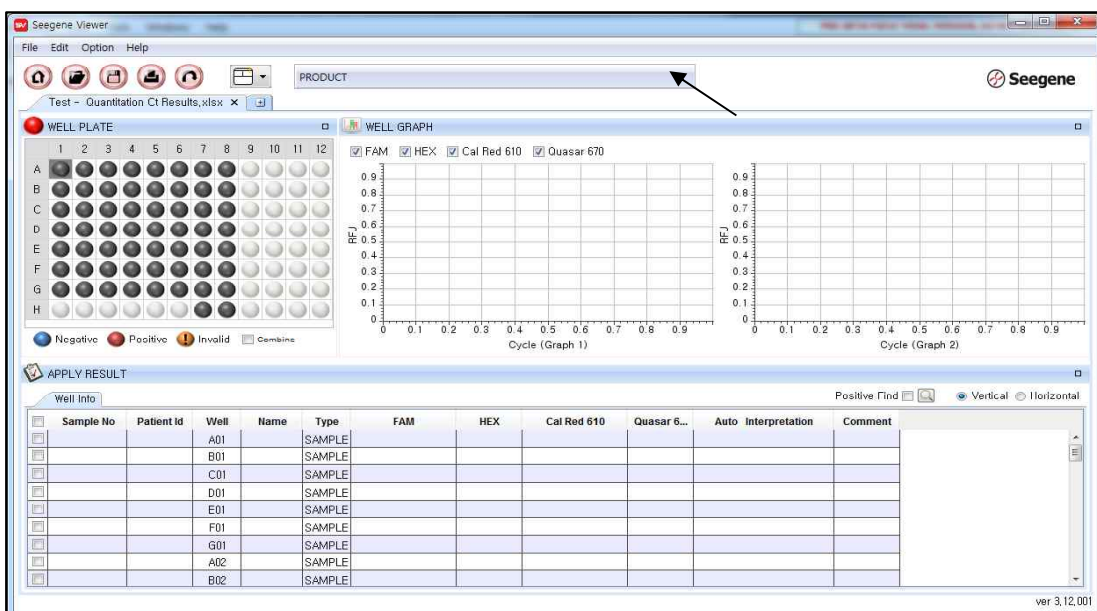 Seegene Viewer
File Edit Option Help
PRODUCT
Seegene
Test - Quantitation Ct Results,xlsx ×
WELL PLATE
1 2 3 4 5 6 7 8 9 10 11 12
A
B
C
D
E
F
G
H
Negative Positive Invalid Combine
WELL GRAPH
FAM HEX Cal Red 610 Quasar 670
0.9
0.8
0.7
0.6
0.5
0.4
0.3
0.2
0.1
0
RFU
0 0.1 0.2 0.3 0.4 0.5 0.6 0.7 0.8 0.9
Cycle (Graph 1)
0.9
0.8
0.7
0.6
0.5
0.4
0.3
0.2
0.1
0
RFU
0 0.1 0.2 0.3 0.4 0.5 0.6 0.7 0.8 0.9
Cycle (Graph 2)
APPLY RESULT
Well Info
Positive Find Vertical Horizontal
Sample No Patient Id Well Name Type FAM HEX Cal Red 610 Quasar 6... Auto Interpretation Comment
A01 SAMPLE
B01 SAMPLE
C01 SAMPLE
D01 SAMPLE
E01 SAMPLE
F01 SAMPLE
G01 SAMPLE
A02 SAMPLE
B02 SAMPLE
ver 3,12,001